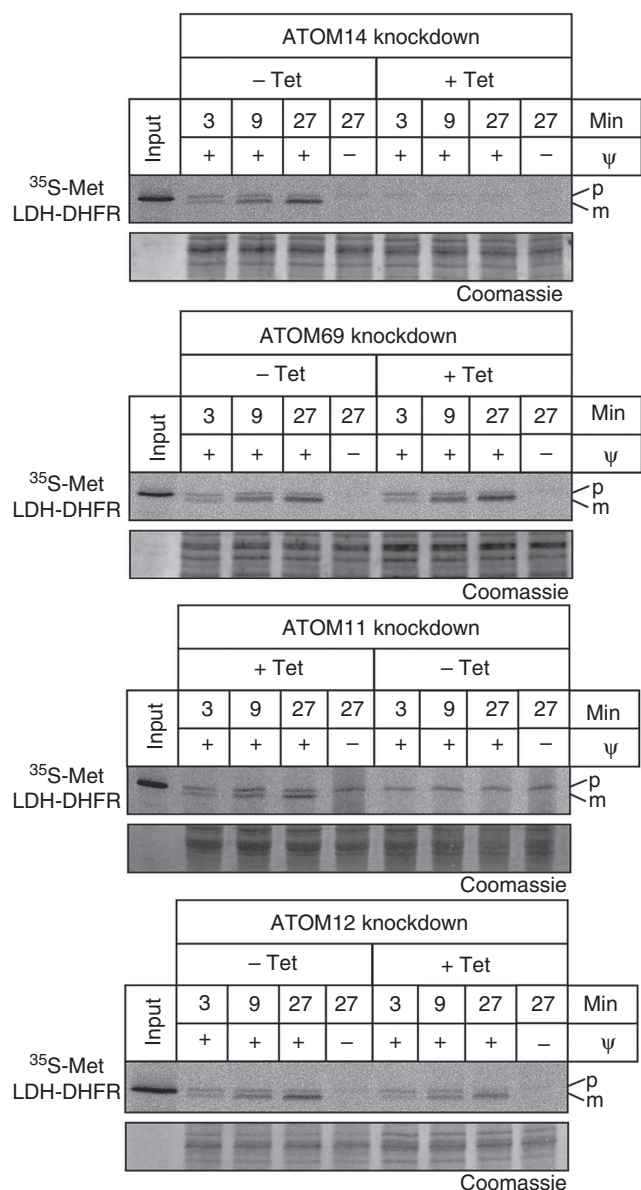 ATOM14 knockdown
– Tet + Tet
Input 3 9 27 27 3 9 27 27 Min
+ + + – + + + – ψ
35S-Met
LDH-DHFR
p
m
Coomassie
ATOM69 knockdown
– Tet + Tet
Input 3 9 27 27 3 9 27 27 Min
+ + + – + + + – ψ
35S-Met
LDH-DHFR
p
m
Coomassie
ATOM11 knockdown
+ Tet – Tet
Input 3 9 27 27 3 9 27 27 Min
+ + + – + + + – ψ
35S-Met
LDH-DHFR
p
m
Coomassie
ATOM12 knockdown
– Tet + Tet
Input 3 9 27 27 3 9 27 27 Min
+ + + – + + + – ψ
35S-Met
LDH-DHFR
p
m
Coomassie